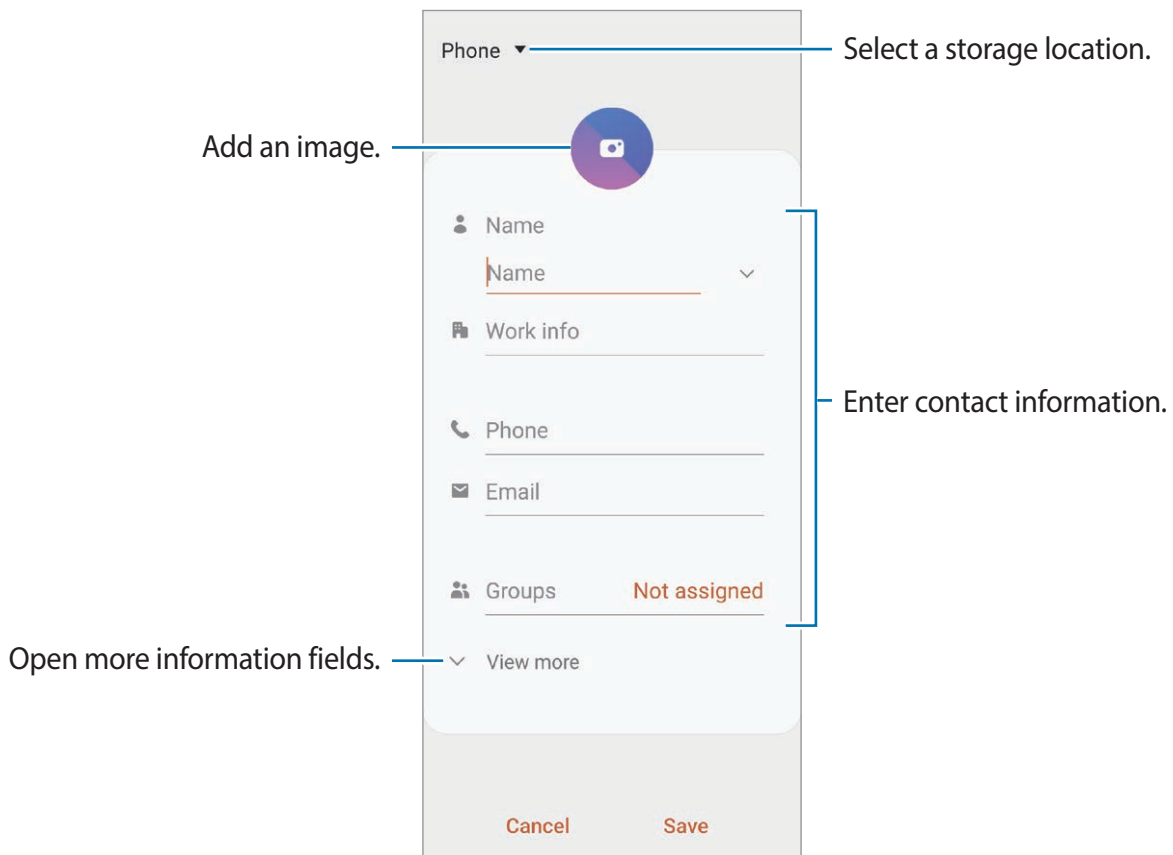 Phone
Select a storage location.
Add an image.
Name
Name
Work info
Enter contact information.
Phone
Email
Groups Not assigned
Open more information fields.
View more
Cancel Save